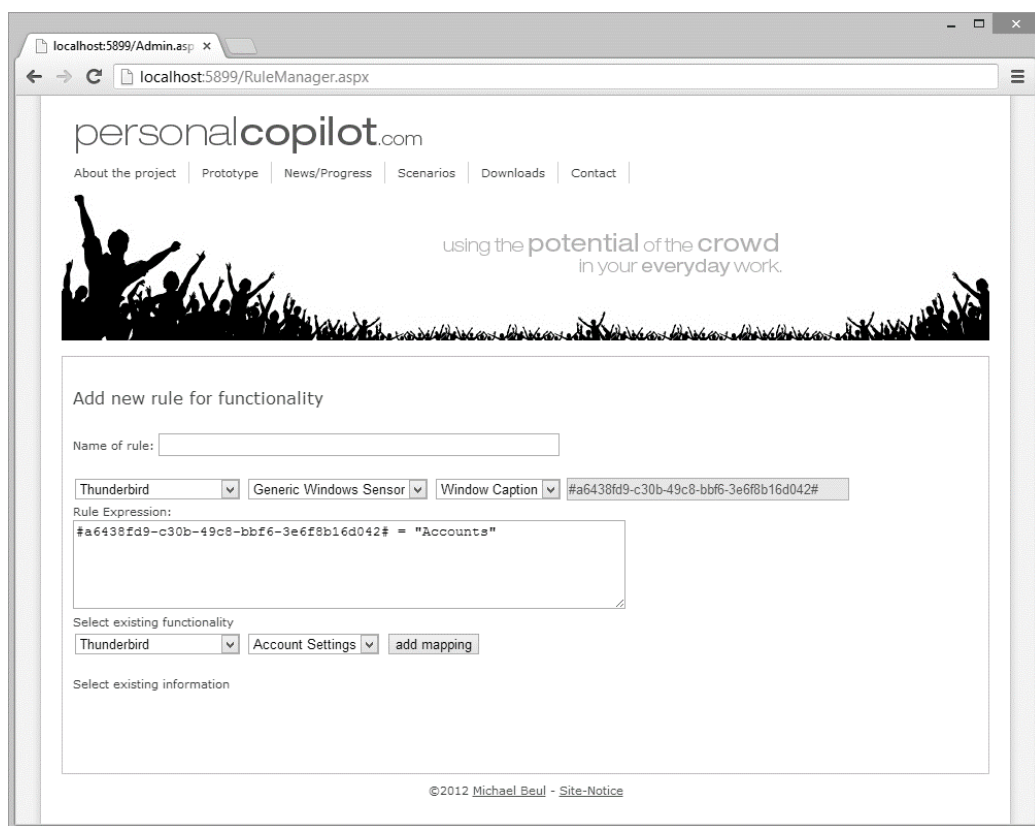 localhost:5899/Admin.asp ×
localhost:5899/RuleManager.aspx
personalcopilot.com
About the project Prototype News/Progress Scenarios Downloads Contact
using the potential of the crowd
in your everyday work.
Add new rule for functionality
Name of rule:
Thunderbird Generic Windows Sensor Window Caption #a6438fd9-c30b-49c8-bbf6-3e6f8b16d042#
Rule Expression:
#a6438fd9-c30b-49c8-bbf6-3e6f8b16d042# = "Accounts"
Select existing functionality
Thunderbird Account Settings add mapping
Select existing information
©2012 Michael Beul - Site-Notice